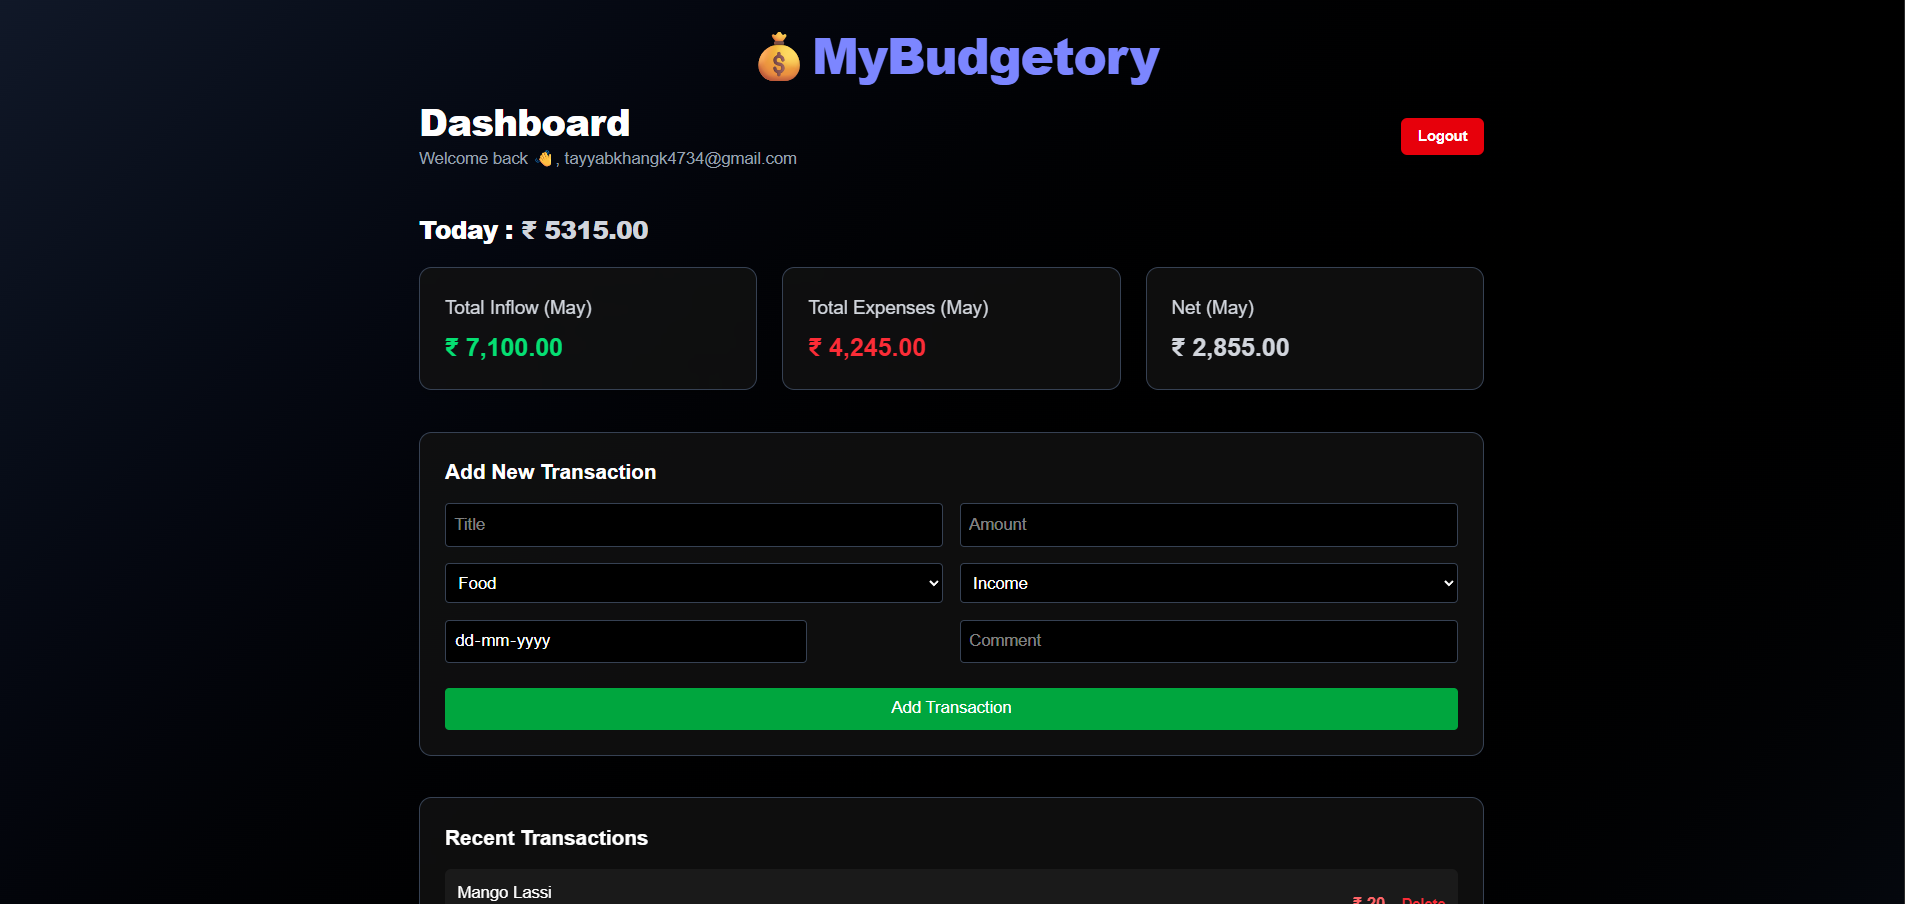 MyBudgetory
Dashboard
Logout
Welcome back 👋, tayyabkhangk4734@gmail.com
Today : ₹ 5315.00
Total Inflow (May)
₹ 7,100.00
Total Expenses (May)
₹ 4,245.00
Net (May)
₹ 2,855.00
Add New Transaction
Title
Amount
Food
Income
dd-mm-yyyy
Comment
Add Transaction
Recent Transactions
Mango Lassi
₹ 20 Delete